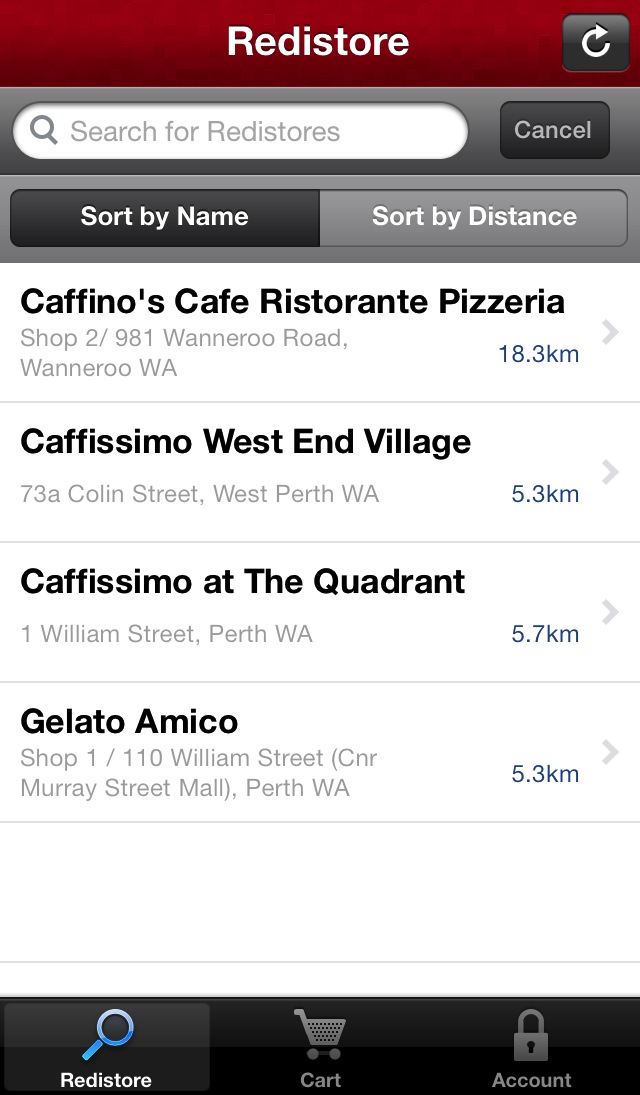 Redistore
Search for Redistores
Cancel
Sort by Name
Sort by Distance
Caffino's Cafe Ristorante Pizzeria
Shop 2/ 981 Wanneroo Road,
Wanneroo WA
18.3km
Caffissimo West End Village
73a Colin Street, West Perth WA
5.3km
Caffissimo at The Quadrant
1 William Street, Perth WA
5.7km
Gelato Amico
Shop 1 / 110 William Street (Cnr
Murray Street Mall), Perth WA
5.3km
Redistore
Cart
Account